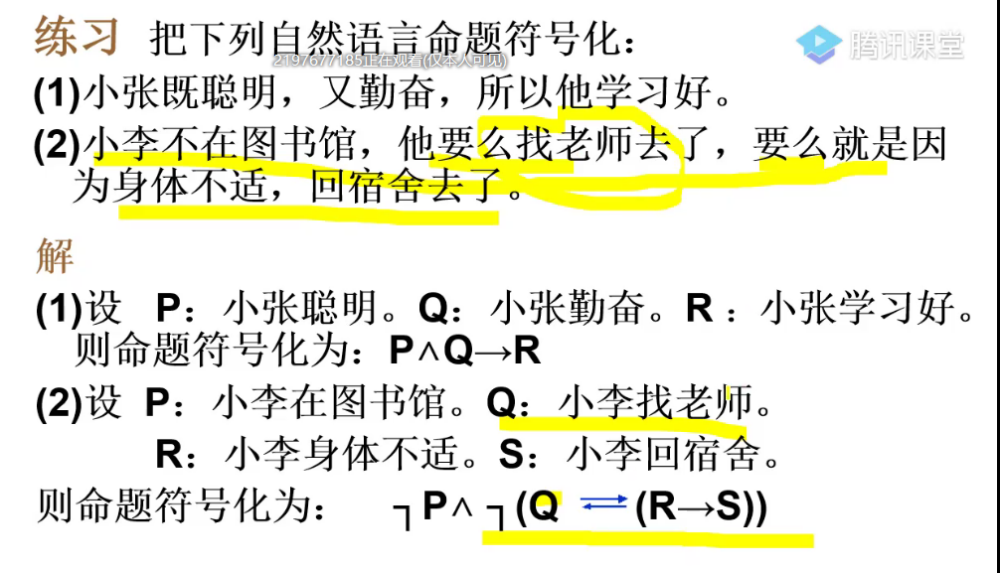 练习 把下列自然语言命题符号化：
腾讯课堂
2197677185正在观看(仅本人可见)
(1)小张既聪明，又勤奋，所以他学习好。
(2)小李不在图书馆，他要么找老师去了，要么就是因
为身体不适，回宿舍去了。
解
(1)设 P：小张聪明。Q：小张勤奋。R：小张学习好。
则命题符号化为：P∧Q→R
(2)设 P：小李在图书馆。Q：小李找老师。
R：小李身体不适。S：小李回宿舍。
则命题符号化为： ┐P∧ ┐(Q ⇌ (R→S))